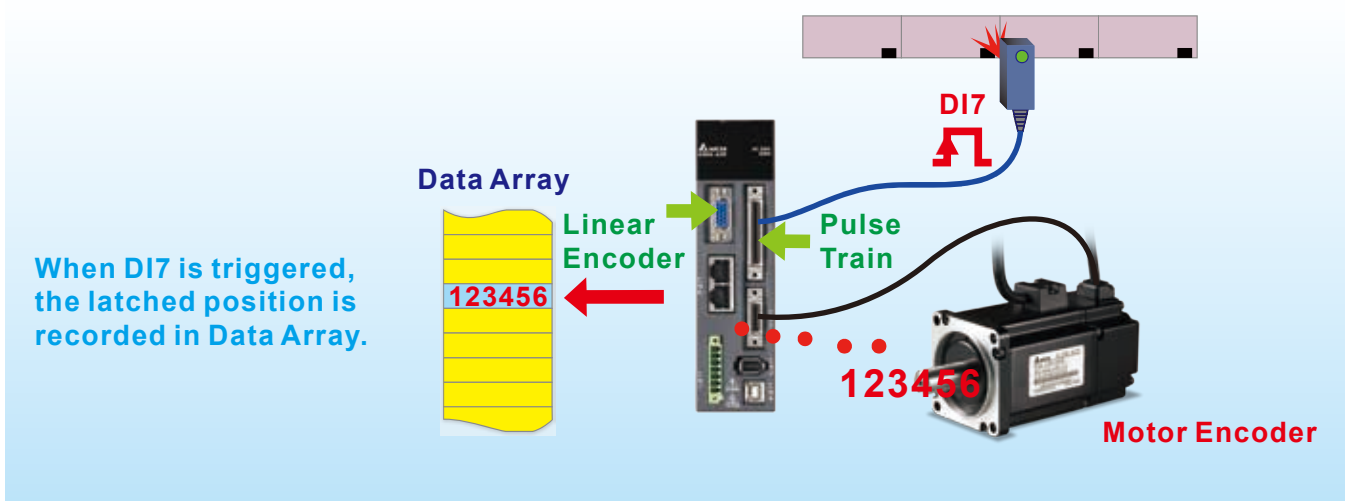 DI7
Data Array
Linear
Encoder
Pulse
Train
When DI7 is triggered,
the latched position is
recorded in Data Array.
123456
123456
Motor Encoder